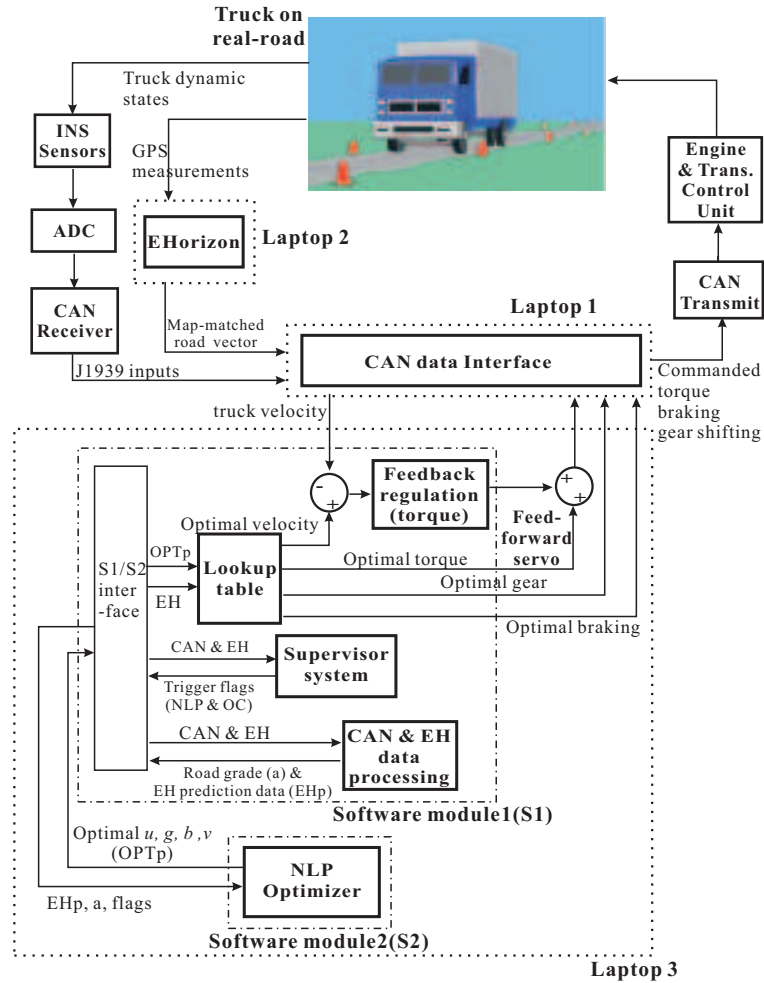 Truck on
real-road
Truck dynamic
states
INS
Sensors
GPS
measurements
Engine
& Trans.
Control
Unit
ADC
EHorizon
Laptop 2
CAN
Receiver
CAN
Transmit
Laptop 1
Map-matched
road vector
CAN data Interface
J1939 inputs
Commanded
torque
braking
gear shifting
truck velocity
-
+
Feedback
regulation
(torque)
+
+
Optimal velocity
Feed-
forward
servo
OPTp
S1/S2
inter
-face
EH
Lookup
table
Optimal torque
Optimal gear
Optimal braking
CAN & EH
Supervisor
system
Trigger flags
(NLP & OC)
CAN & EH
CAN & EH
data
processing
Road grade (a) &
EH prediction data (EHp)
Software module1(S1)
Optimal u, g, b ,v
(OPTp)
NLP
Optimizer
EHp, a, flags
Software module2(S2)
Laptop 3